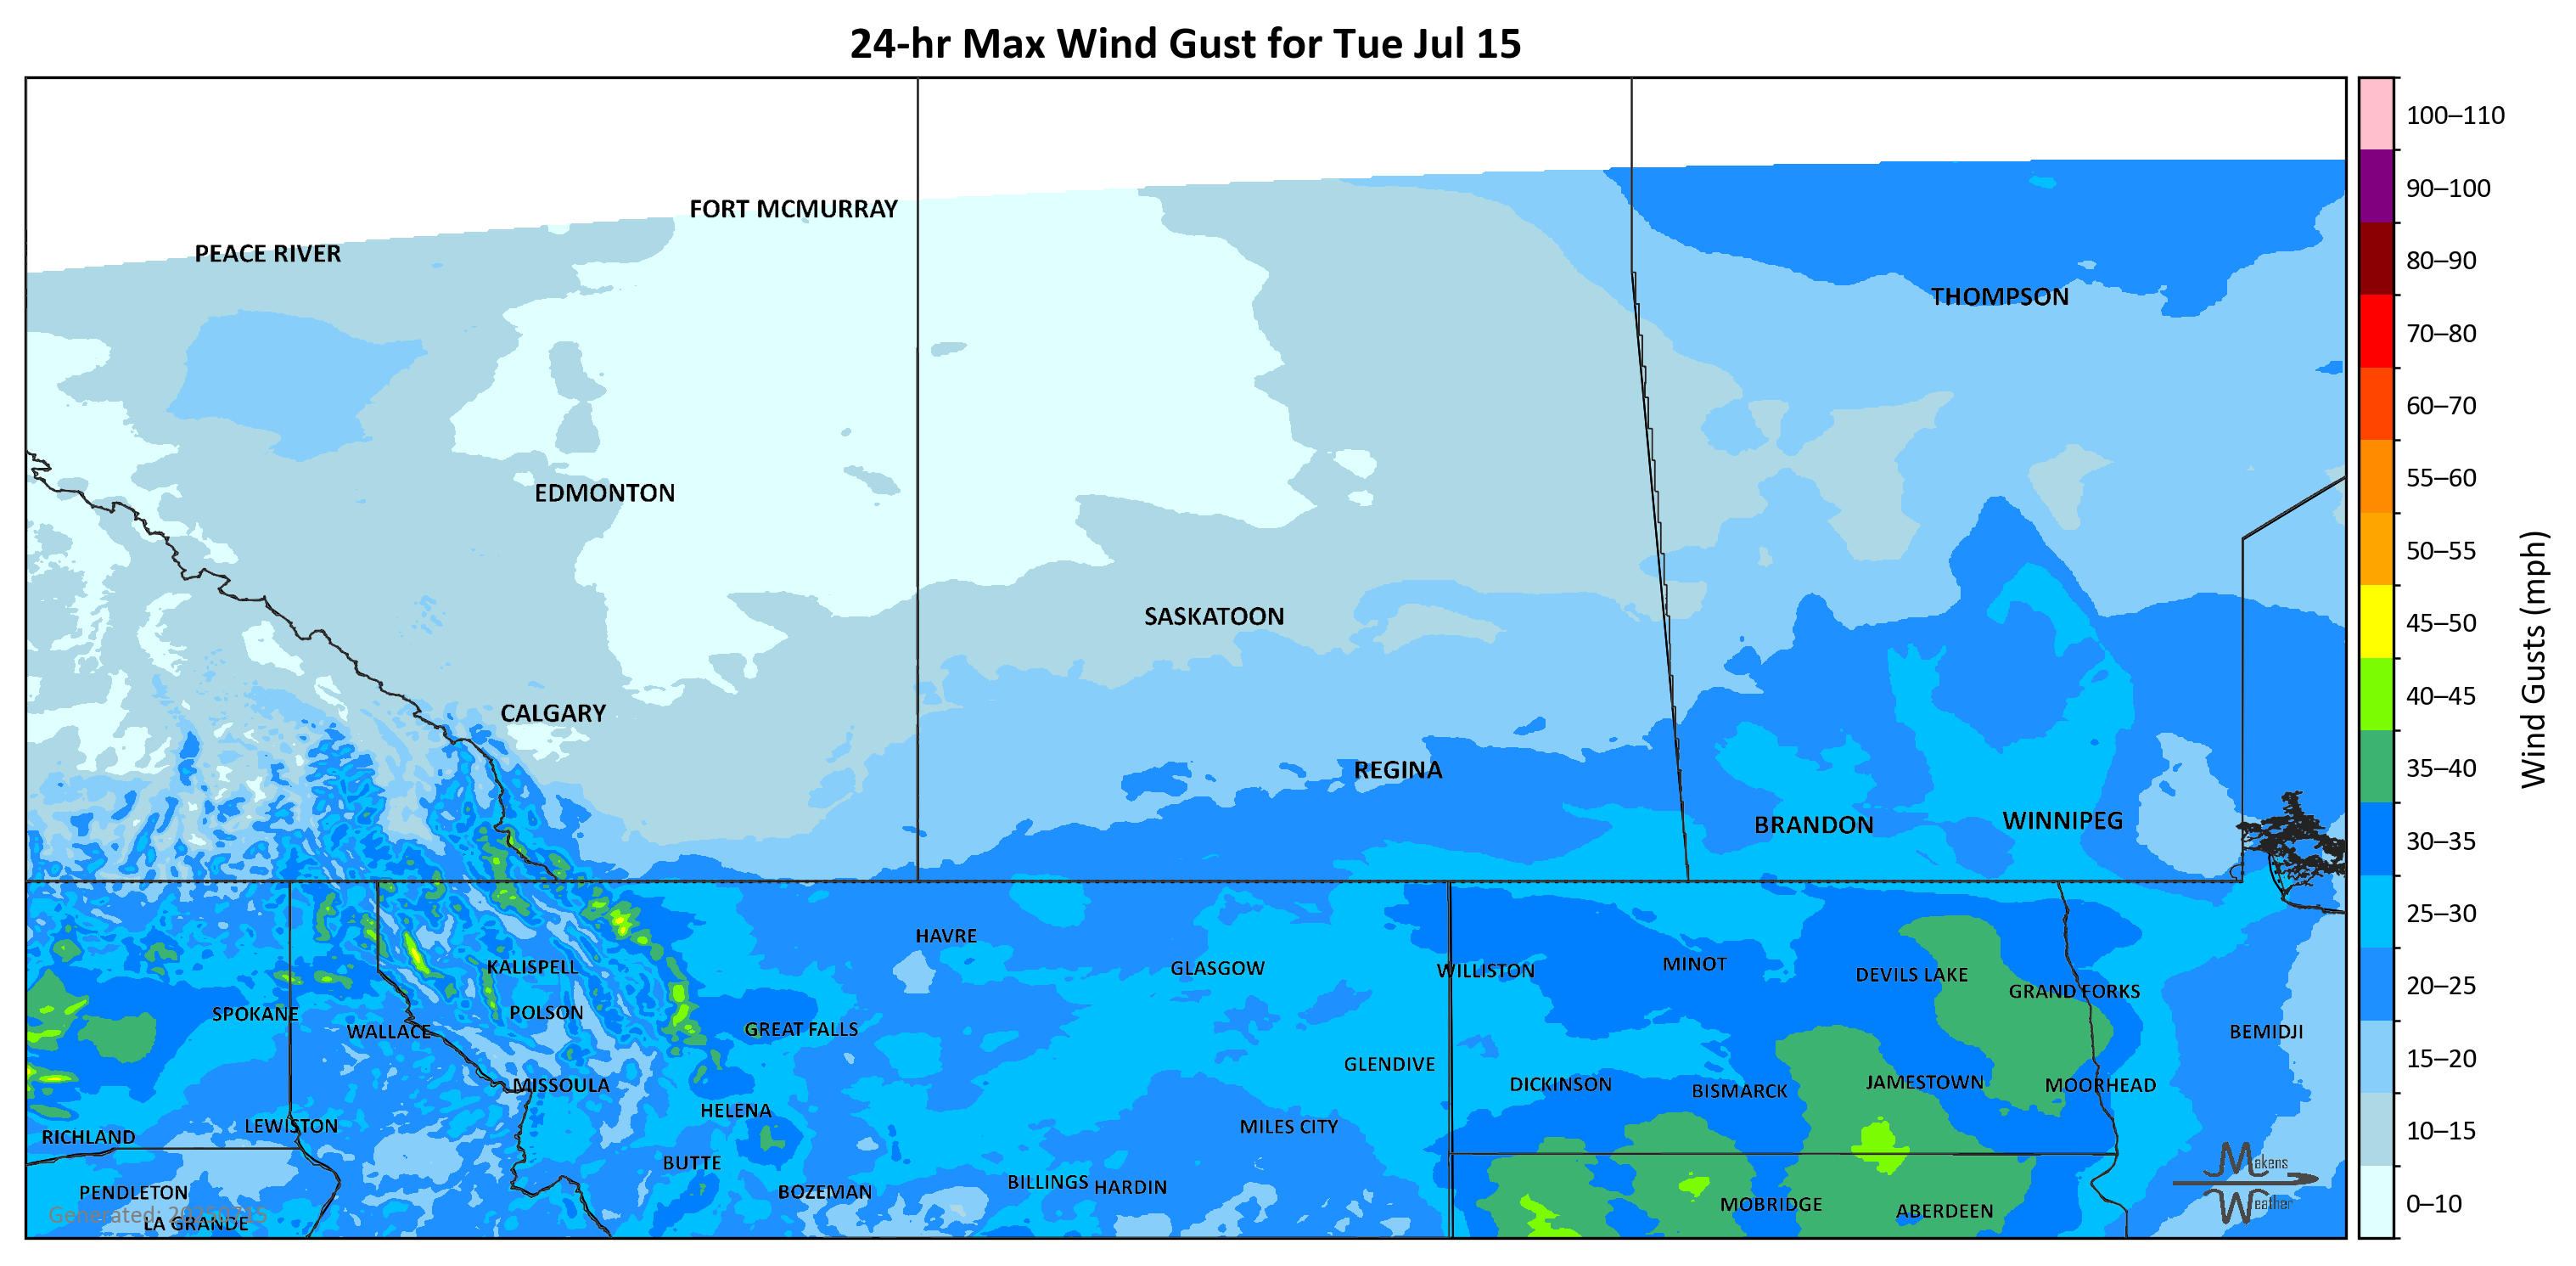 24-hr Max Wind Gust for Tue Jul 15
100–110
FORT MCMURRAY
90–100
PEACE RIVER
80–90
THOMPSON
70–80
60–70
EDMONTON
55–60
50–55
SASKATOON
45–50
Wind Gusts (mph)
CALGARY
40–45
REGINA
35–40
BRANDON
WINNIPEG
30–35
HAVRE
25–30
KALISPELL
GLASGOW
WILLISTON
MINOT
DEVILS LAKE
GRAND FORKS
20–25
SPOKANE
POLSON
WALLACE
GREAT FALLS
BEMIDJI
15–20
GLENDIVE
MISSOULA
DICKINSON
BISMARCK
JAMESTOWN
MOORHEAD
HELENA
LEWISTON
MILES CITY
10–15
RICHLAND
BUTTE
Makens
Weather
PENDLETON
BOZEMAN
BILLINGS
HARDIN
MOBRIDGE
ABERDEEN
0–10
Generated: 20250715
LA GRANDE